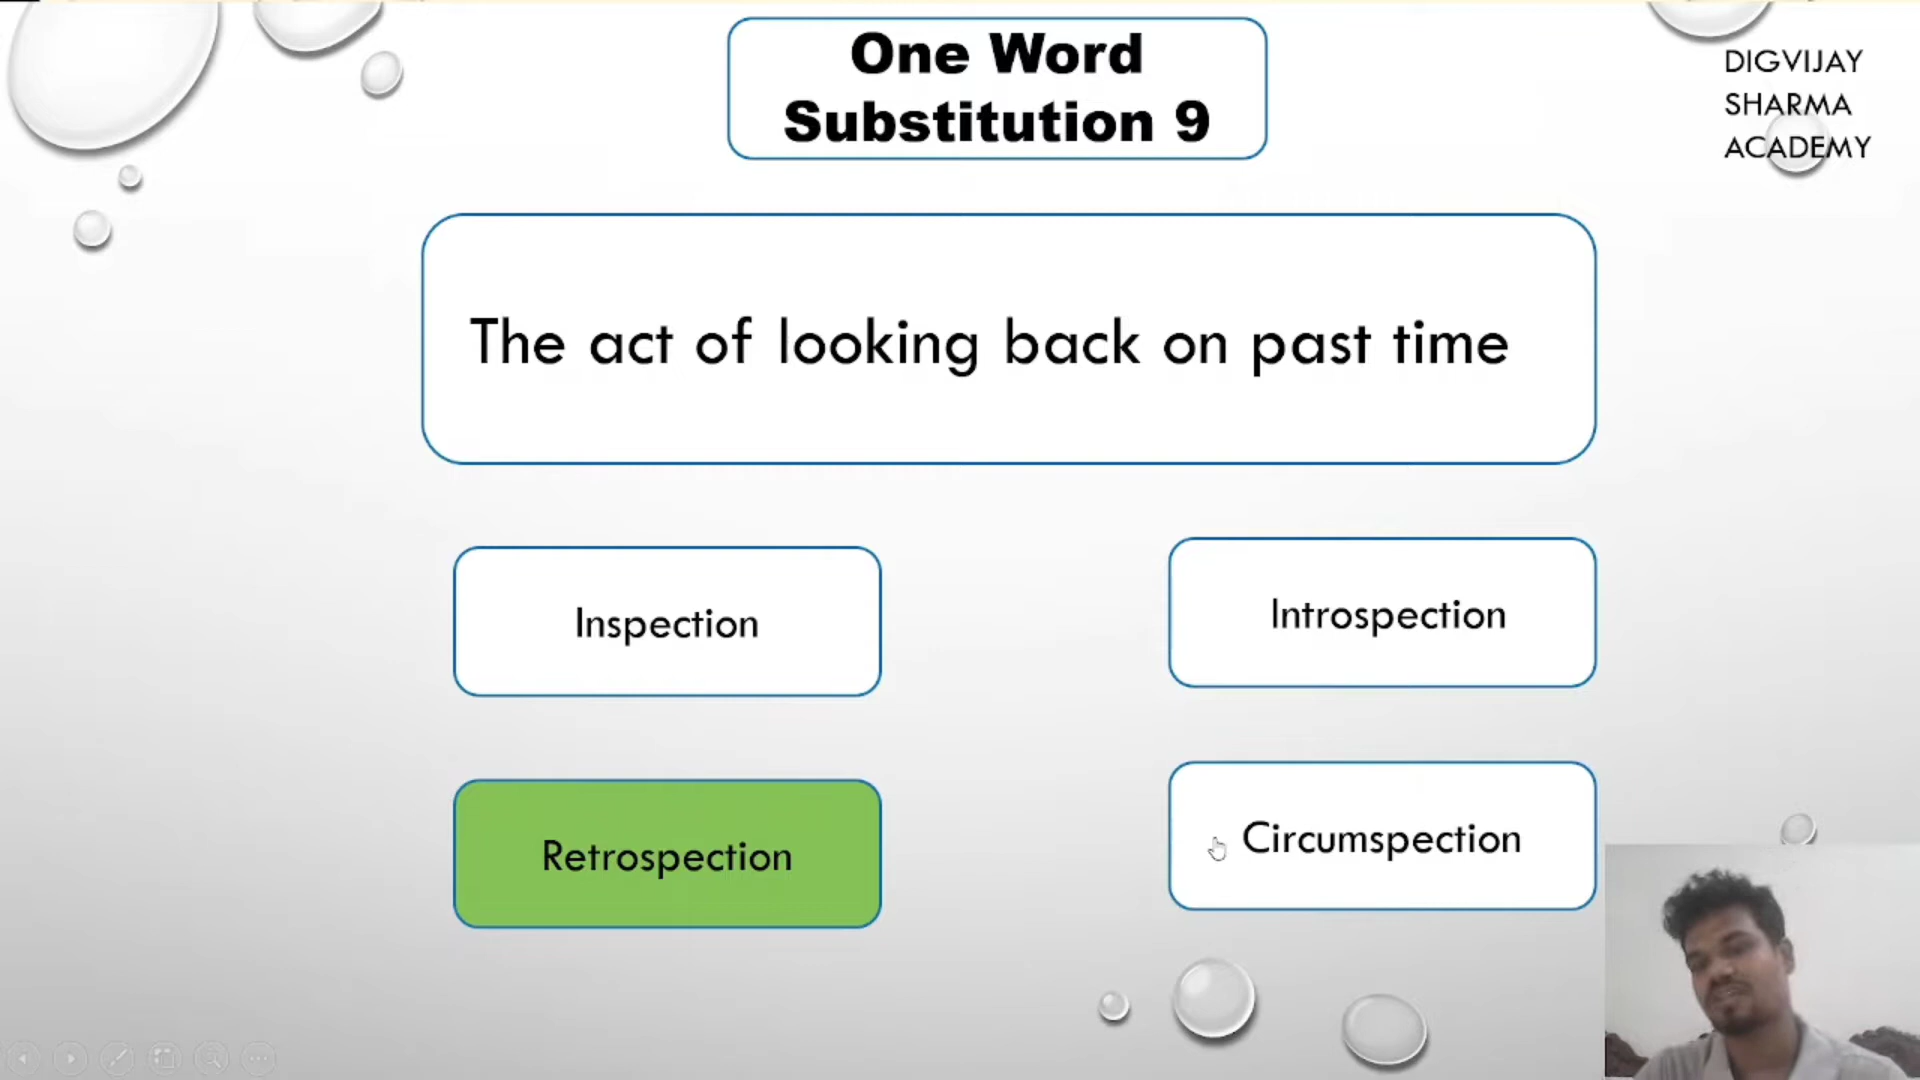 One Word
Substitution 9
DIGVIJAY
SHARMA
ACADEMY
The act of looking back on past time
Inspection
Introspection
Retrospection
Circumspection